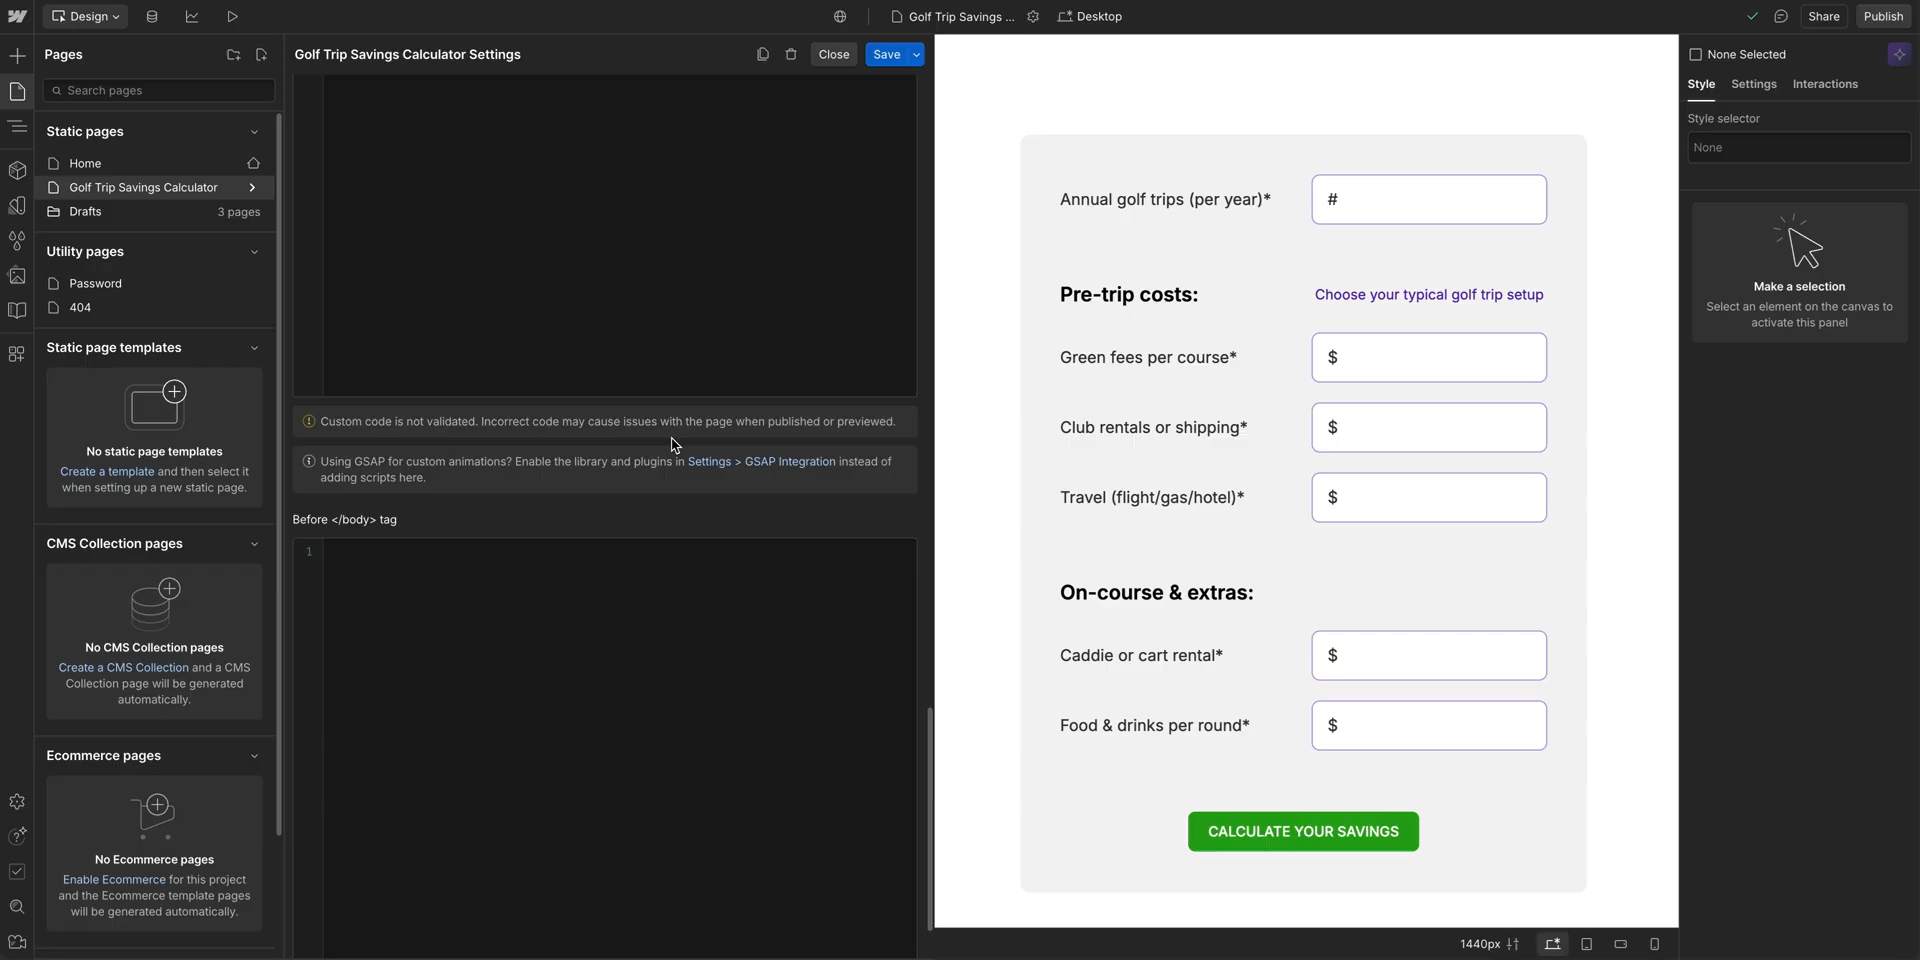 Design
Golf Trip Savings ...
Desktop
Share
Publish
Pages
Search pages
Static pages
Home
Golf Trip Savings Calculator
Drafts
3 pages
Utility pages
Password
404
Static page templates
No static page templates
Create a template and then select it
when setting up a new static page.
CMS Collection pages
No CMS Collection pages
Create a CMS Collection and a CMS
Collection page will be generated
automatically.
Ecommerce pages
No Ecommerce pages
Enable Ecommerce for this project
and the Ecommerce template pages
will be generated automatically.
Golf Trip Savings Calculator Settings
Close
Save
Custom code is not validated. Incorrect code may cause issues with the page when published or previewed.
Using GSAP for custom animations? Enable the library and plugins in Settings > GSAP Integration instead of
adding scripts here.
Before </body> tag
1
Annual golf trips (per year)*
#
Pre-trip costs:
Choose your typical golf trip setup
Green fees per course*
$
Club rentals or shipping*
$
Travel (flight/gas/hotel)*
$
On-course & extras:
Caddie or cart rental*
$
Food & drinks per round*
$
CALCULATE YOUR SAVINGS
1440px
None Selected
Style
Settings
Interactions
Style selector
None
Make a selection
Select an element on the canvas to
activate this panel